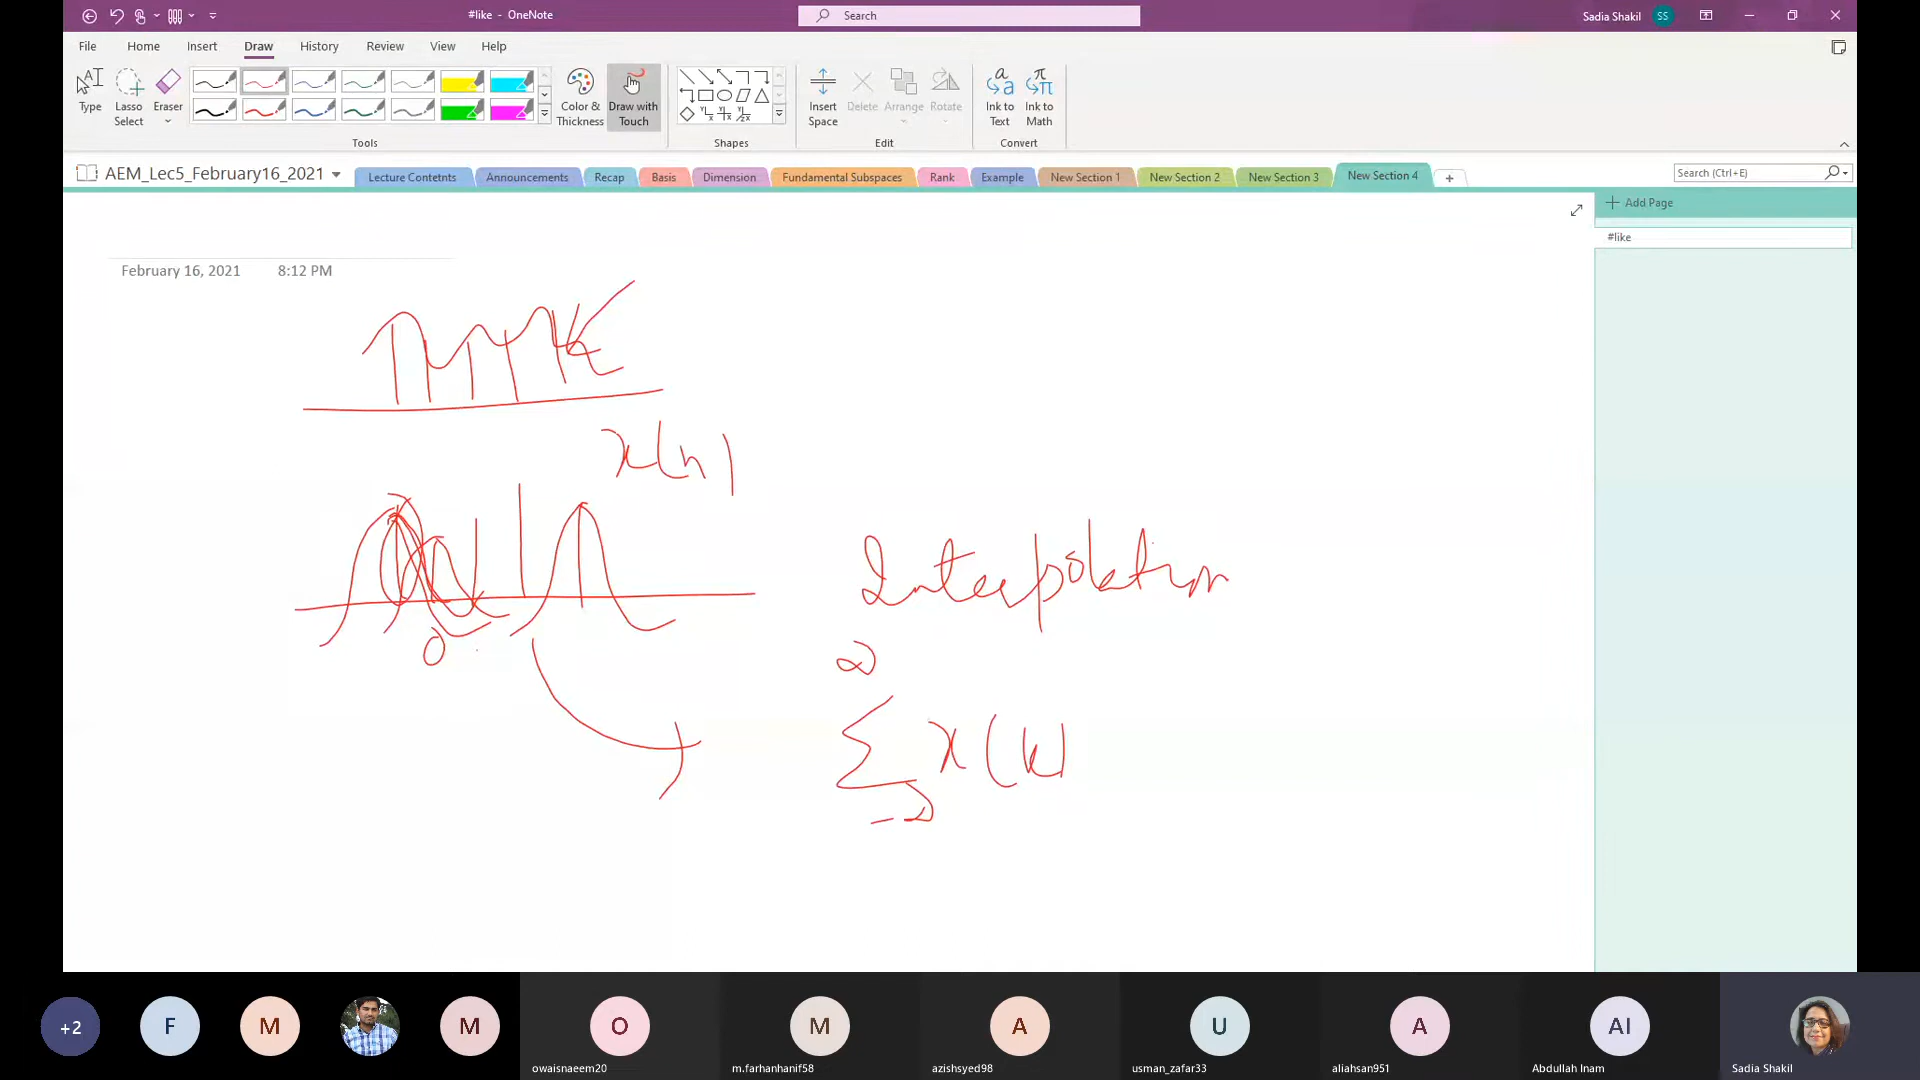 #like - OneNote
Search
Sadia Shakil SS
File Home Insert Draw History Review View Help
Type
Lasso Select
Eraser
Color & Thickness
Draw with Touch
Insert Space
Delete
Arrange
Rotate
Ink to Text
Ink to Math
Tools
Shapes
Edit
Convert
AEM_Lec5_February16_2021
Lecture Contetnts Announcements Recap Basis Dimension Fundamental Subspaces Rank Example New Section 1 New Section 2 New Section 3 New Section 4
Search (Ctrl+E)
Add Page
#like
February 16, 2021 8:12 PM
x(n)
Interpolation
0
∞
∑ x(k)
-∞
+2 F M M O M A U A AI
owaisnaeem20 m.farhanhanif58 azishsyed98 usman_zafar33 aliahsan951 Abdullah Inam Sadia Shakil